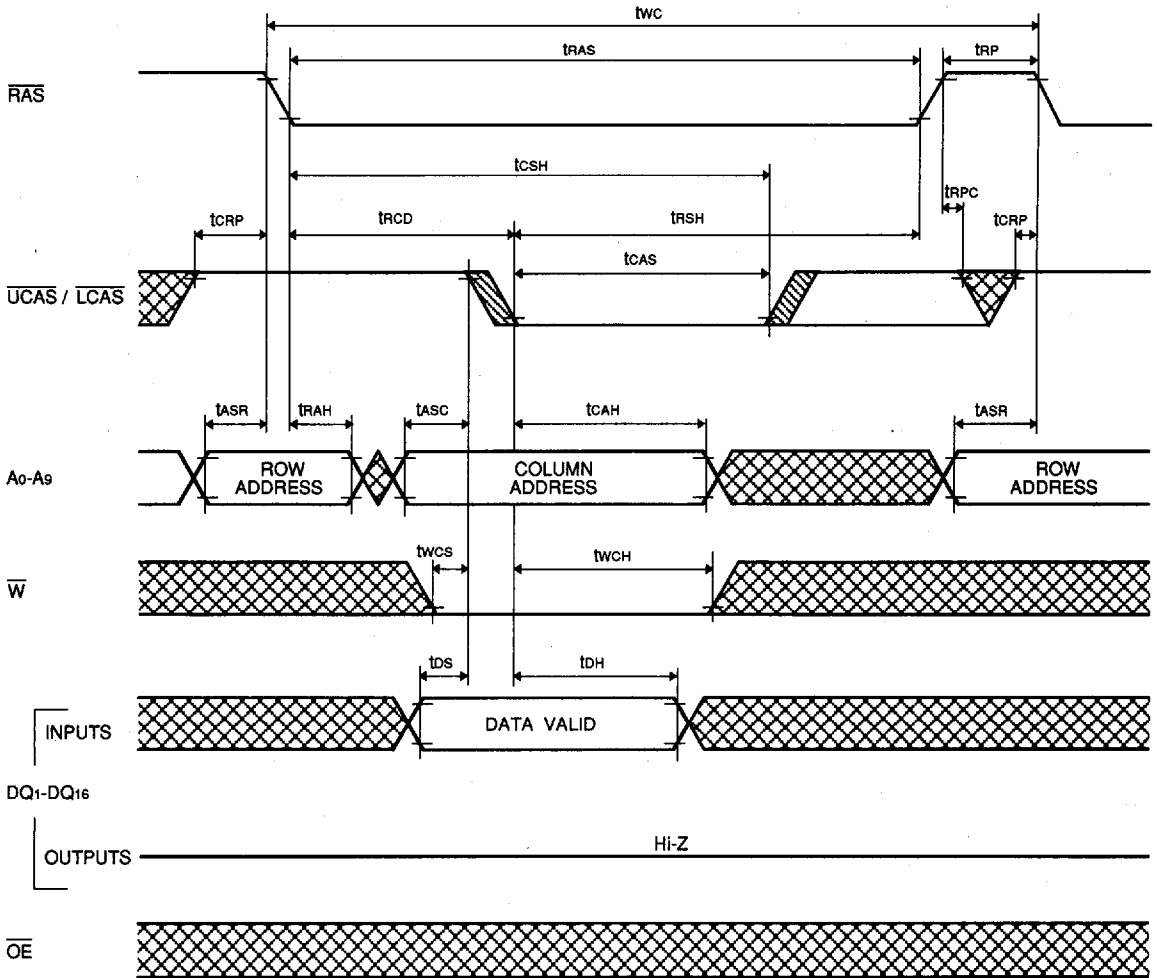 tWC
tRAS
tRP
RAS
tCSH
tRPC
tCRP
tRCD
tRSH
tCRP
tCAS
UCAS / LCAS
tASR
tRAH
tASC
tCAH
tASR
A0-A9
ROW
ADDRESS
COLUMN
ADDRESS
ROW
ADDRESS
tWCS
tWCH
W
tDS
tDH
INPUTS
DATA VALID
DQ1-DQ16
Hi-Z
OUTPUTS
OE